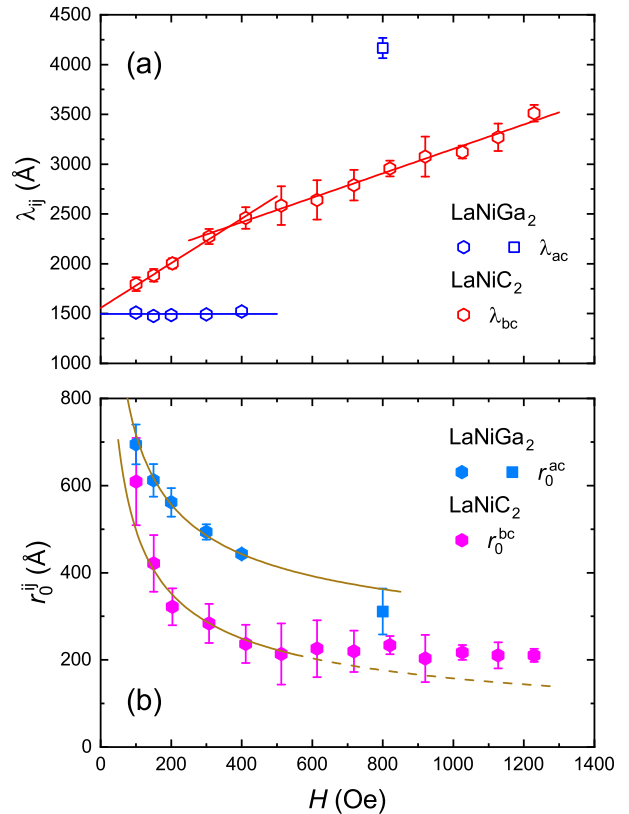 4500
(a)
4000
3500
3000
λij (Å)
2500
LaNiGa2
λac
2000
LaNiC2
1500
λbc
1000
800
LaNiGa2
r0ac
600
LaNiC2
r0bc
r0ij (Å)
400
200
(b)
0
0 200 400 600 800 1000 1200 1400
H (Oe)